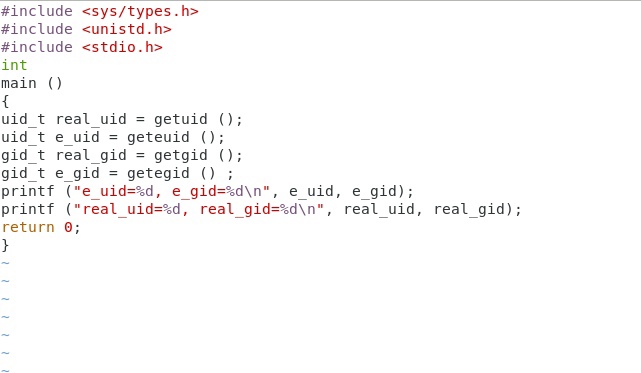 #include <sys/types.h>
#include <unistd.h>
#include <stdio.h>
int
main ()
{
uid_t real_uid = getuid ();
uid_t e_uid = geteuid ();
gid_t real_gid = getgid ();
gid_t e_gid = getegid () ;
printf ("e_uid=%d, e_gid=%d\n", e_uid, e_gid);
printf ("real_uid=%d, real_gid=%d\n", real_uid, real_gid);
return 0;
}
~
~
~
~
~
~
~